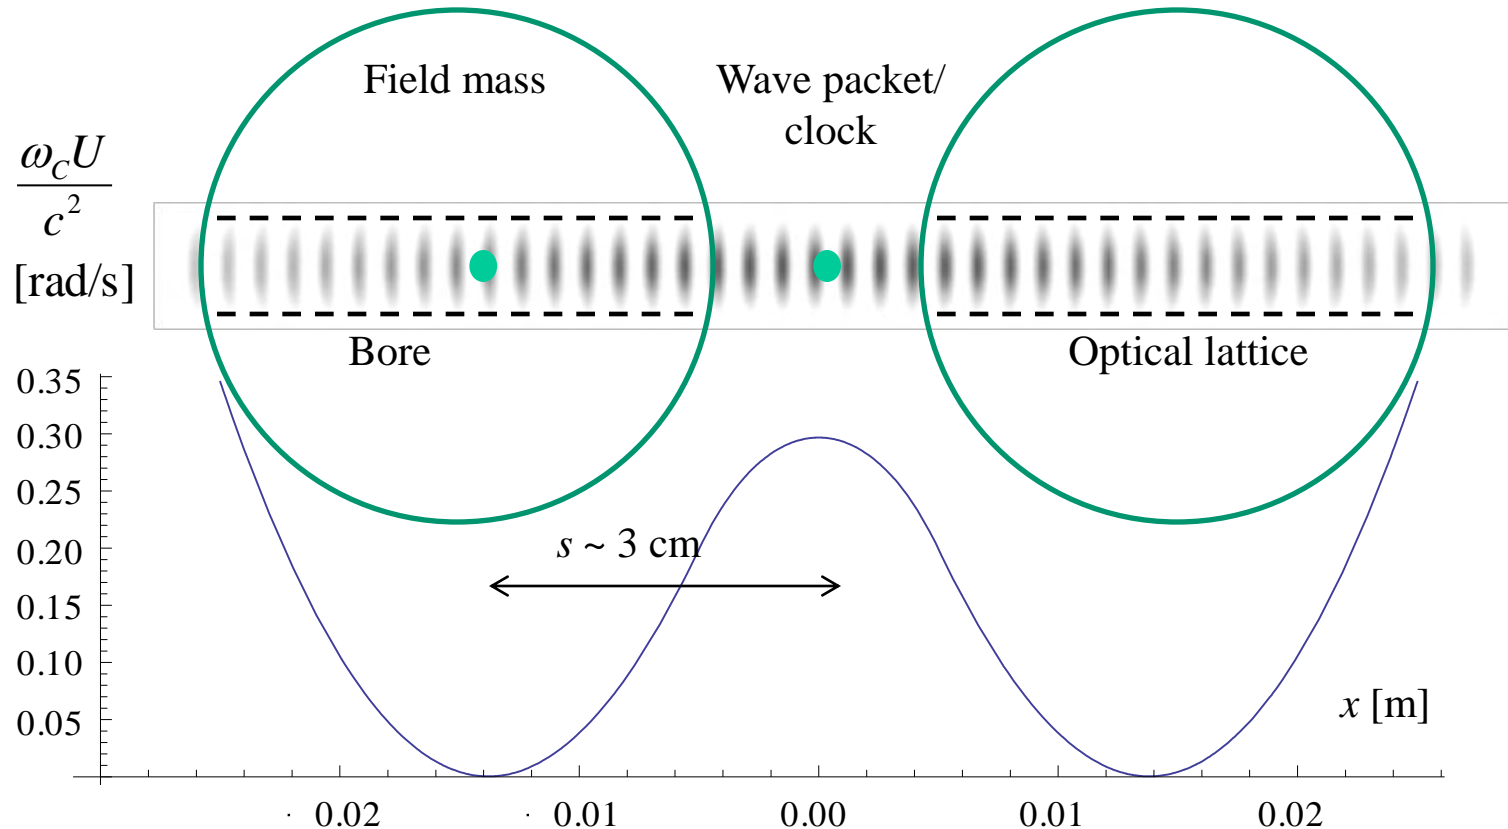 Field mass
Wave packet/
clock
ω_C U
c²
[rad/s]
Bore
Optical lattice
0.35
0.30
0.25
0.20
s ~ 3 cm
0.15
0.10
x [m]
0.05
· 0.02 · 0.01 0.00 0.01 0.02